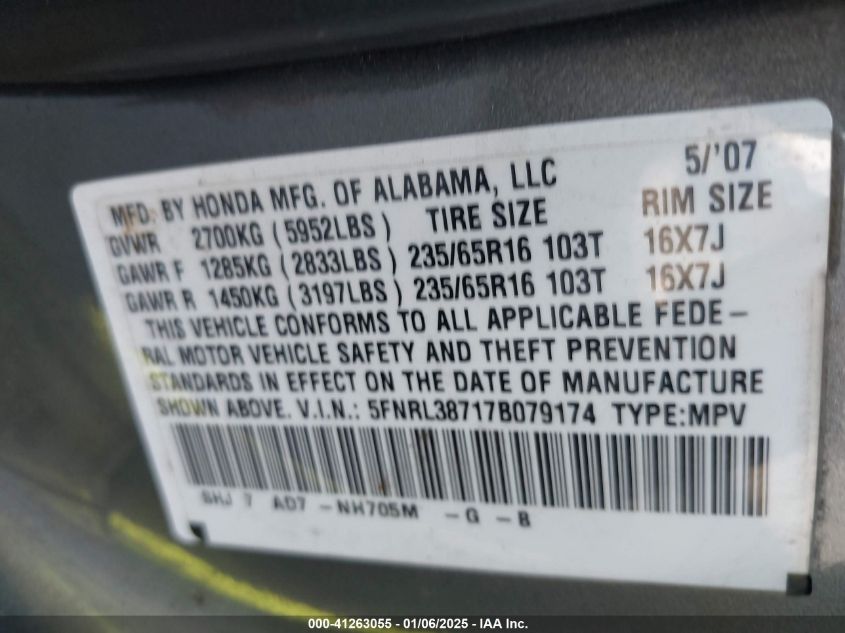 MFD. BY HONDA MFG. OF ALABAMA, LLC 5/'07
GVWR 2700KG (5952LBS) TIRE SIZE RIM SIZE
GAWR F 1285KG (2833LBS) 235/65R16 103T 16X7J
GAWR R 1450KG (3197LBS) 235/65R16 103T 16X7J
THIS VEHICLE CONFORMS TO ALL APPLICABLE FEDE-
RAL MOTOR VEHICLE SAFETY AND THEFT PREVENTION
STANDARDS IN EFFECT ON THE DATE OF MANUFACTURE
SHOWN ABOVE. V.I.N.: 5FNRL38717B079174 TYPE:MPV
SHJ 7 AD7 -NH705M -G -B
000-41263055 - 01/06/2025 - IAA Inc.